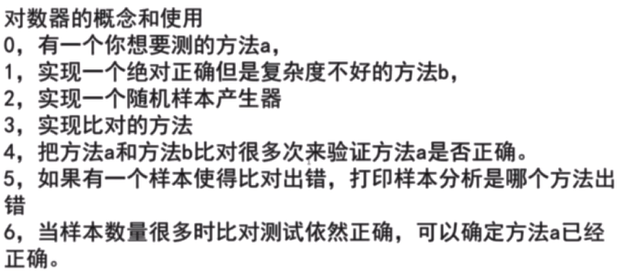 对数器的概念和使用
0，有一个你想要测的方法a，
1，实现一个绝对正确但是复杂度不好的方法b，
2，实现一个随机样本产生器
3，实现比对的方法
4，把方法a和方法b比对很多次来验证方法a是否正确。
5，如果有一个样本使得比对出错，打印样本分析是哪个方法出
错
6，当样本数量很多时比对测试依然正确，可以确定方法a已经
正确。